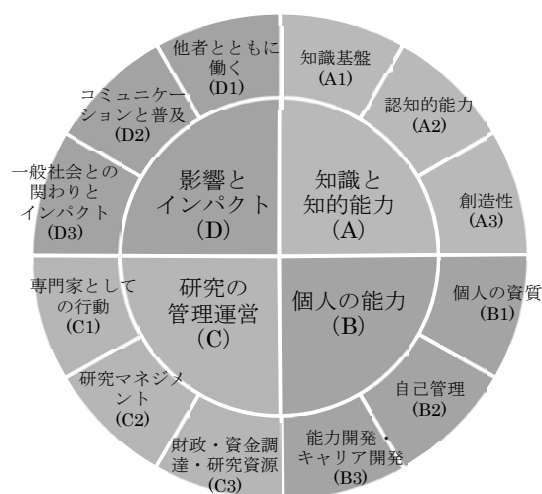 他者とともに
働く
(D1)
知識基盤
(A1)
コミュニケー
ションと普及
(D2)
認知的能力
(A2)
一般社会との
関わりと
インパクト
(D3)
影響と
インパクト
(D)
知識と
知的能力
(A)
創造性
(A3)
専門家として
の行動
(C1)
研究の
管理運営
(C)
個人の能力
(B)
個人の資質
(B1)
研究マネジメ
ント
(C2)
自己管理
(B2)
財政・資金調
達・研究資源
(C3)
能力開発・
キャリア開発
(B3)